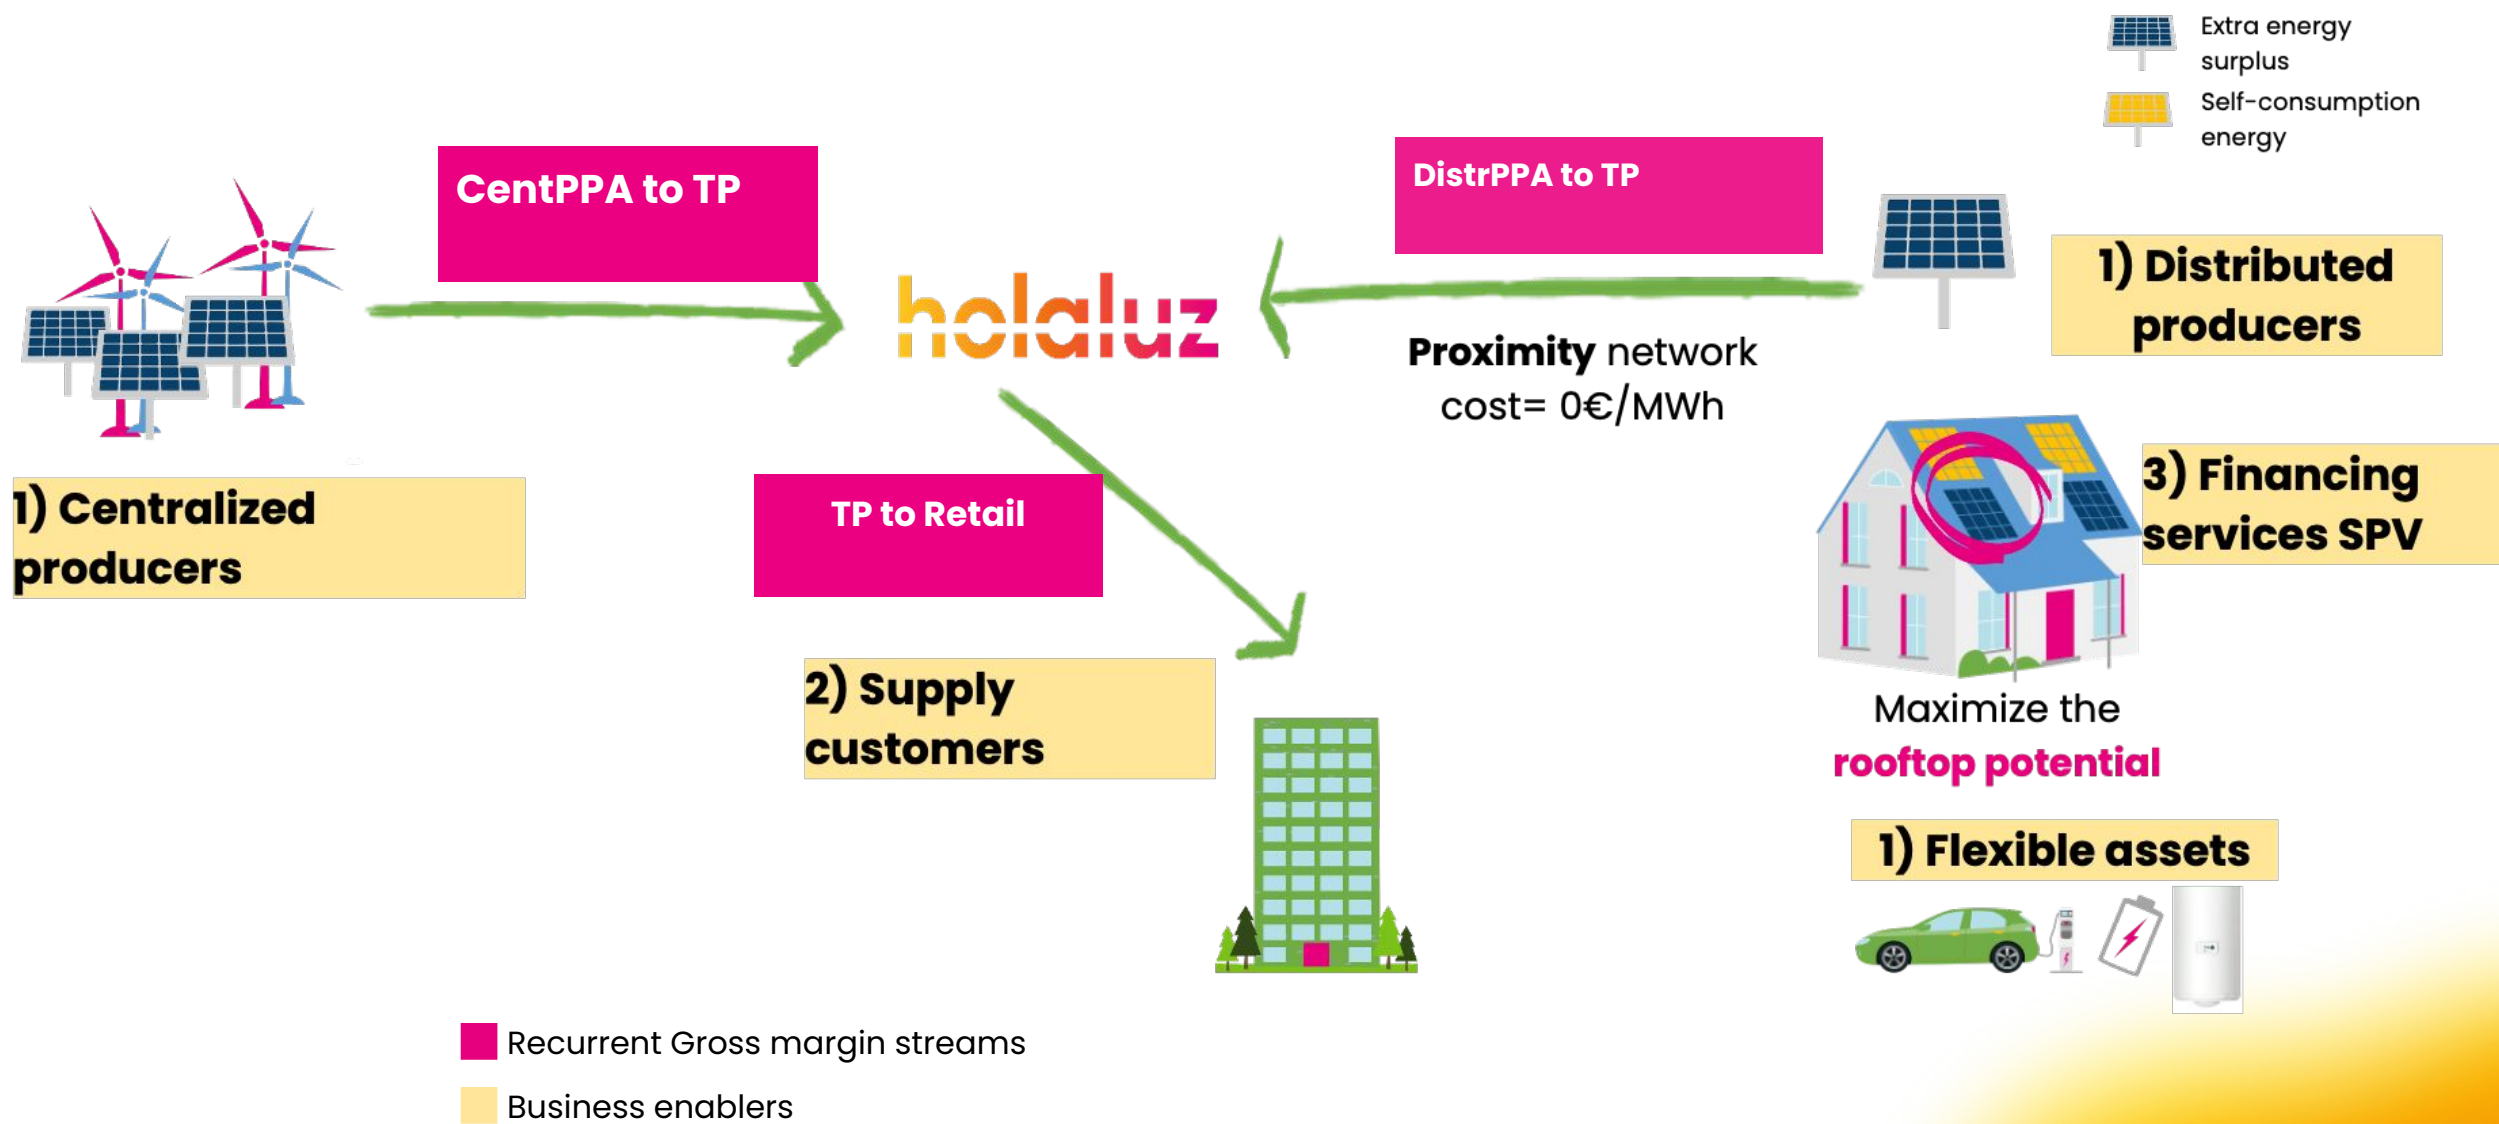 Extra energy
surplus
Self-consumption
energy
CentPPA to TP
DistrPPA to TP
holaluz
1) Distributed
producers
Proximity network
cost= 0€/MWh
1) Centralized
producers
3) Financing
services SPV
TP to Retail
2) Supply
customers
Maximize the
rooftop potential
1) Flexible assets
Recurrent Gross margin streams
Business enablers